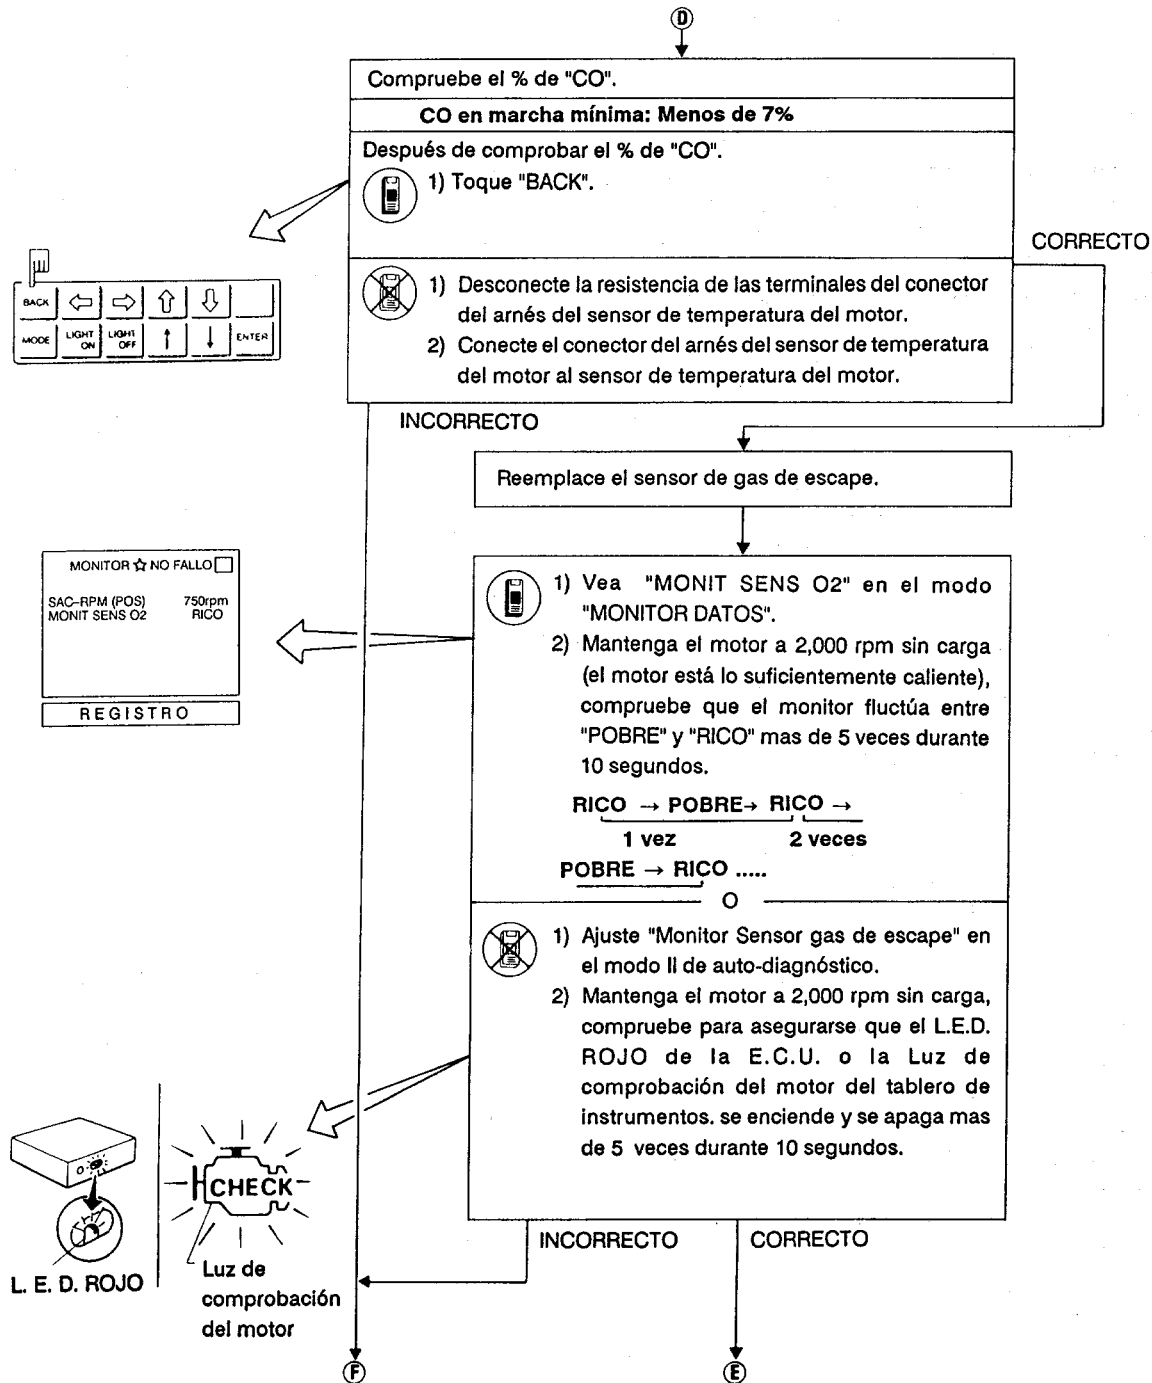 D
Compruebe el % de "CO".
CO en marcha mínima: Menos de 7%
Después de comprobar el % de "CO".
1) Toque "BACK".
CORRECTO
BACK
MODE
LIGHT
ON
LIGHT
OFF
ENTER
1) Desconecte la resistencia de las terminales del conector
del arnés del sensor de temperatura del motor.
2) Conecte el conector del arnés del sensor de temperatura
del motor al sensor de temperatura del motor.
INCORRECTO
Reemplace el sensor de gas de escape.
MONITOR ☆ NO FALLO
SAC-RPM (POS) 750rpm
MONIT SENS O2 RICO
REGISTRO
1) Vea "MONIT SENS O2" en el modo
"MONITOR DATOS".
2) Mantenga el motor a 2,000 rpm sin carga
(el motor está lo suficientemente caliente),
compruebe que el monitor fluctúa entre
"POBRE" y "RICO" mas de 5 veces durante
10 segundos.
RICO → POBRE → RICO →
1 vez 2 veces
POBRE → RICO .....
O
1) Ajuste "Monitor Sensor gas de escape" en
el modo II de auto-diagnóstico.
2) Mantenga el motor a 2,000 rpm sin carga,
compruebe para asegurarse que el L.E.D.
ROJO de la E.C.U. o la Luz de
comprobación del motor del tablero de
instrumentos. se enciende y se apaga mas
de 5 veces durante 10 segundos.
CHECK
L. E. D. ROJO
Luz de
comprobación
del motor
INCORRECTO
CORRECTO
F
E